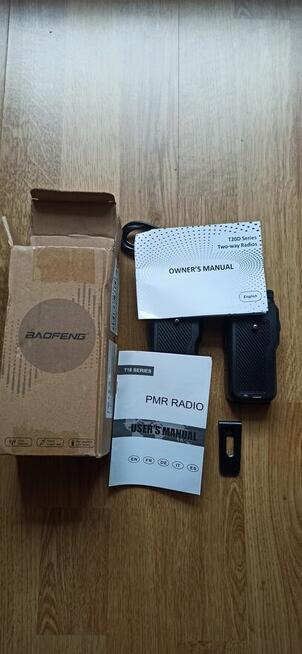 T20D Series
Two-way Radios
OWNER'S MANUAL
English
BAOFENG
T18 SERIES
PMR RADIO
USER'S MANUAL
EN FR DE IT ES